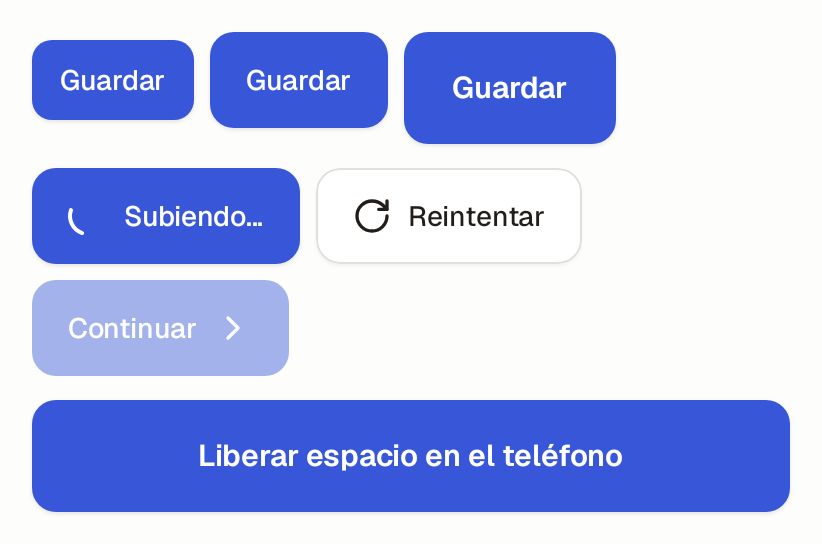 Guardar Guardar Guardar
Subiendo... Reintentar
Continuar
Liberar espacio en el teléfono